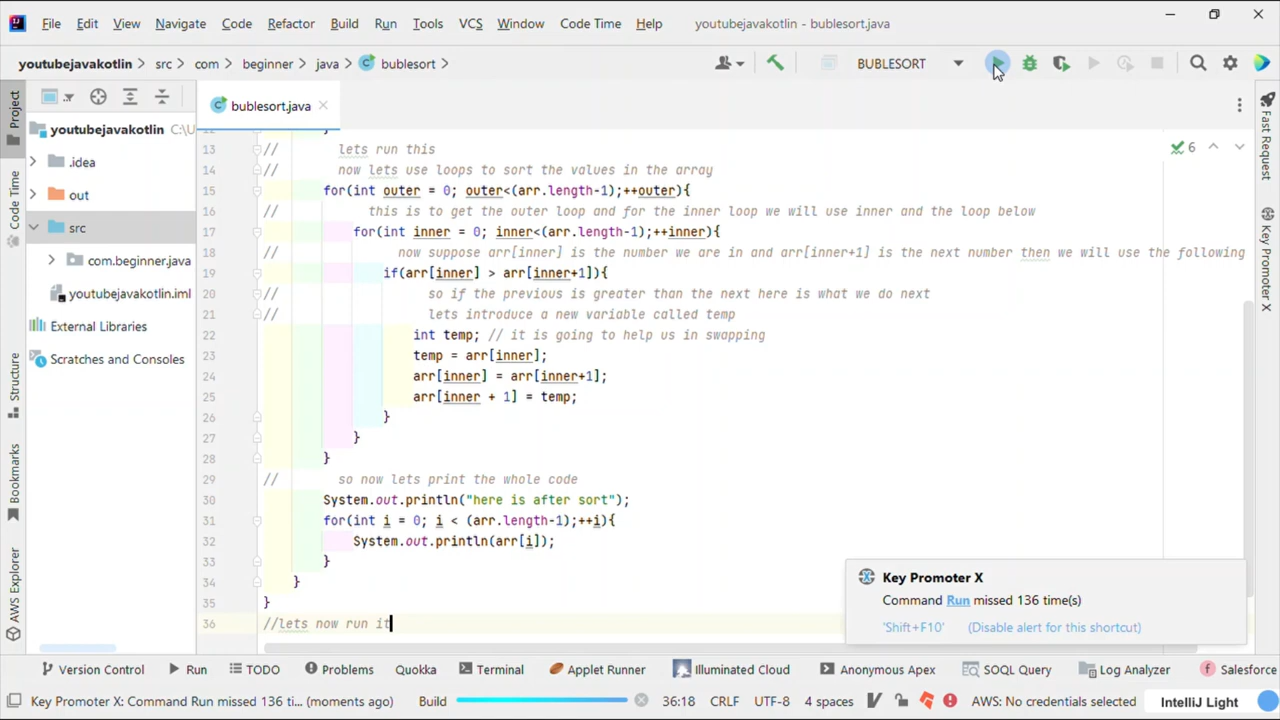 File Edit View Navigate Code Refactor Build Run Tools VCS Window Code Time Help youtubejavakotlin - bublesort.java
youtubejavakotlin src com beginner java bublesort BUBLESORT
Project
Code Time
Structure
Bookmarks
AWS Explorer
youtubejavakotlin C:\U
.idea
out
src
com.beginner.java
youtubejavakotlin.iml
External Libraries
Scratches and Consoles
bublesort.java
6
12 }
13 // lets run this
14 // now lets use loops to sort the values in the array
15 for(int outer = 0; outer<(arr.length-1);++outer){
16 // this is to get the outer loop and for the inner loop we will use inner and the loop below
17 for(int inner = 0; inner<(arr.length-1);++inner){
18 // now suppose arr[inner] is the number we are in and arr[inner+1] is the next number then we will use the following
19 if(arr[inner] > arr[inner+1]){
20 // so if the previous is greater than the next here is what we do next
21 // lets introduce a new variable called temp
22 int temp; // it is going to help us in swapping
23 temp = arr[inner];
24 arr[inner] = arr[inner+1];
25 arr[inner + 1] = temp;
26 }
27 }
28 }
29 // so now lets print the whole code
30 System.out.println("here is after sort");
31 for(int i = 0; i < (arr.length-1);++i){
32 System.out.println(arr[i]);
33 }
34 }
35 }
36 //lets now run it
Fast Request
Key Promoter X
Key Promoter X
Command Run missed 136 time(s)
'Shift+F10' (Disable alert for this shortcut)
Version Control Run TODO Problems Quokka Terminal Applet Runner Illuminated Cloud Anonymous Apex SOQL Query Log Analyzer Salesforce
Key Promoter X: Command Run missed 136 ti... (moments ago) Build 36:18 CRLF UTF-8 4 spaces AWS: No credentials selected IntelliJ Light